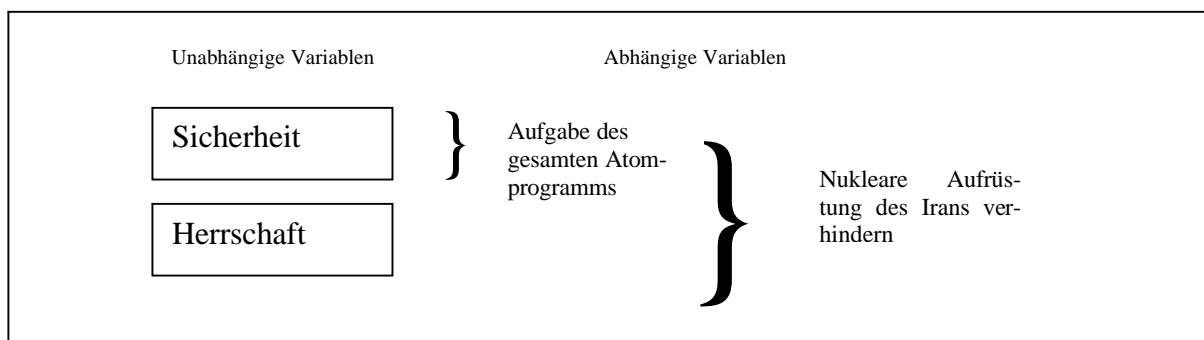 Unabhängige Variablen
Abhängige Variablen
Sicherheit
Aufgabe des
gesamten Atom-
programms
Herrschaft
Nukleare Aufrüs-
tung des Irans ver-
hindern